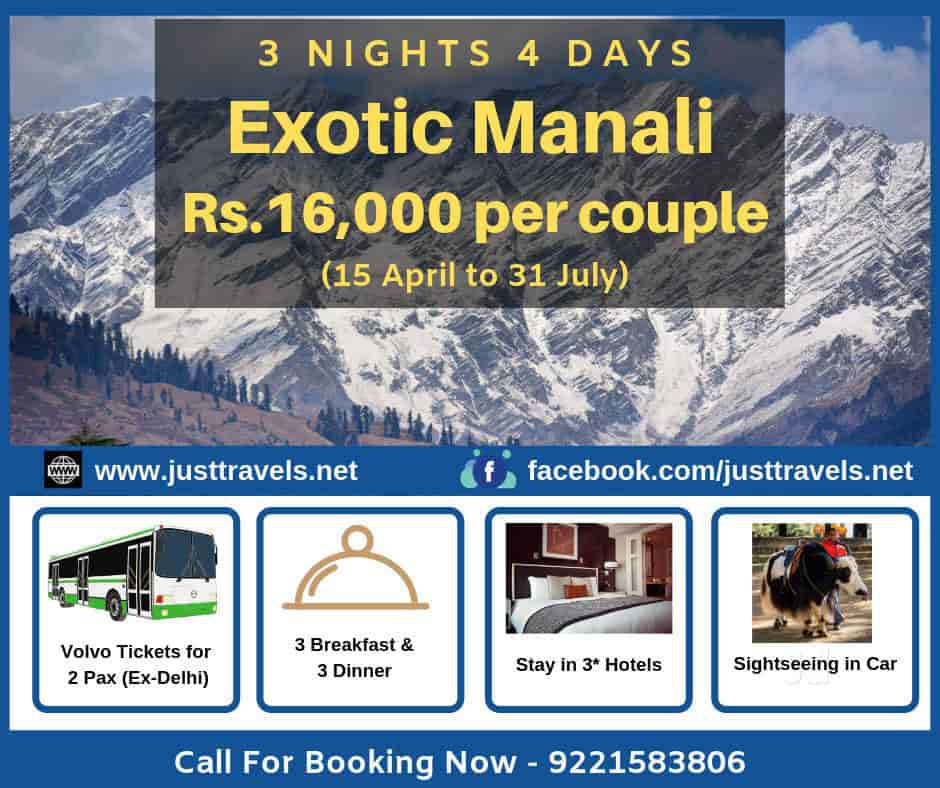 3 NIGHTS 4 DAYS
Exotic Manali
Rs.16,000 per couple
(15 April to 31 July)
WWW
www.justtravels.net
f
facebook.com/justtravels.net
Volvo Tickets for
2 Pax (Ex-Delhi)
3 Breakfast &
3 Dinner
Stay in 3* Hotels
Sightseeing in Car
Call For Booking Now - 9221583806